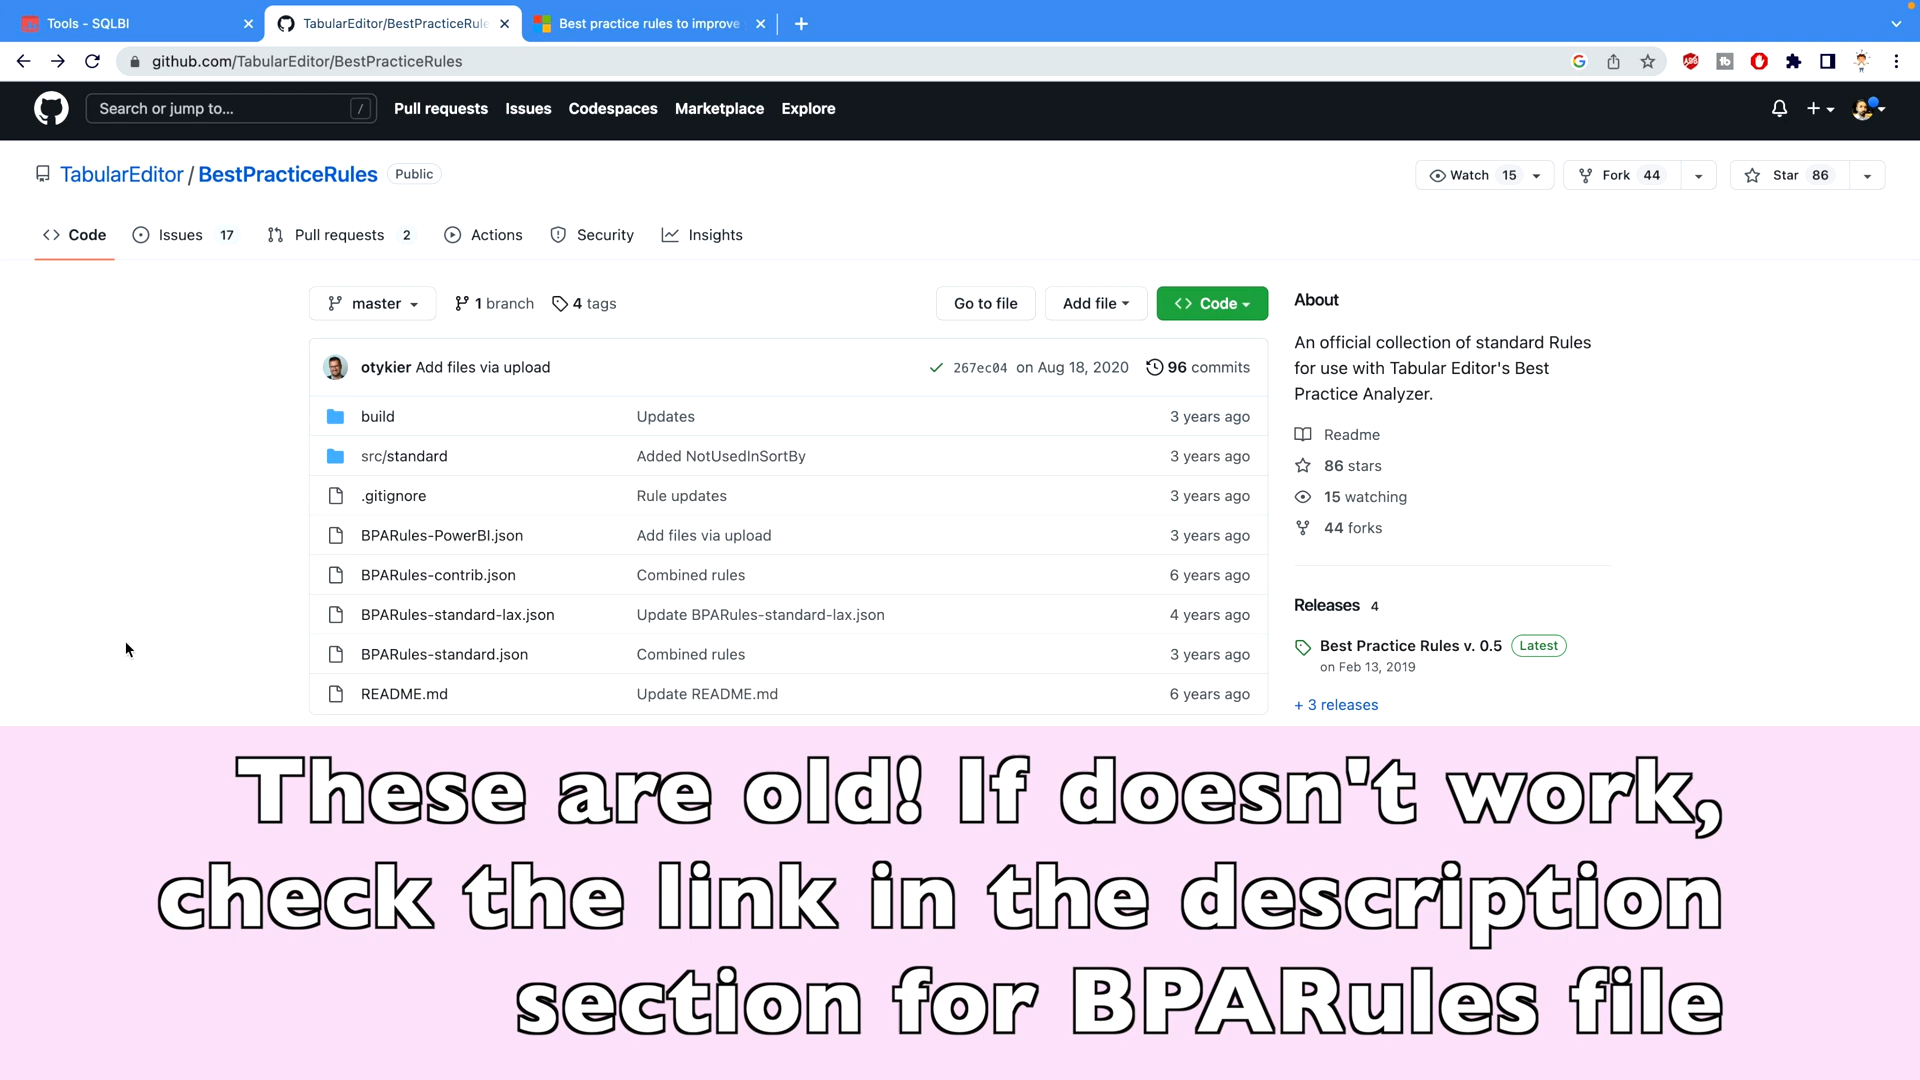 Tools - SQLBI
TabularEditor/BestPracticeRule
Best practice rules to improve
github.com/TabularEditor/BestPracticeRules
Search or jump to... /
Pull requests Issues Codespaces Marketplace Explore
TabularEditor / BestPracticeRules Public
Watch 15 Fork 44 Star 86
Code Issues 17 Pull requests 2 Actions Security Insights
master 1 branch 4 tags Go to file Add file Code
otykier Add files via upload 267ec04 on Aug 18, 2020 96 commits
build Updates 3 years ago
src/standard Added NotUsedInSortBy 3 years ago
.gitignore Rule updates 3 years ago
BPARules-PowerBI.json Add files via upload 3 years ago
BPARules-contrib.json Combined rules 6 years ago
BPARules-standard-lax.json Update BPARules-standard-lax.json 4 years ago
BPARules-standard.json Combined rules 3 years ago
README.md Update README.md 6 years ago
About
An official collection of standard Rules
for use with Tabular Editor's Best
Practice Analyzer.
Readme
86 stars
15 watching
44 forks
Releases 4
Best Practice Rules v. 0.5 Latest
on Feb 13, 2019
+ 3 releases
These are old! If doesn't work,
check the link in the description
section for BPARules file